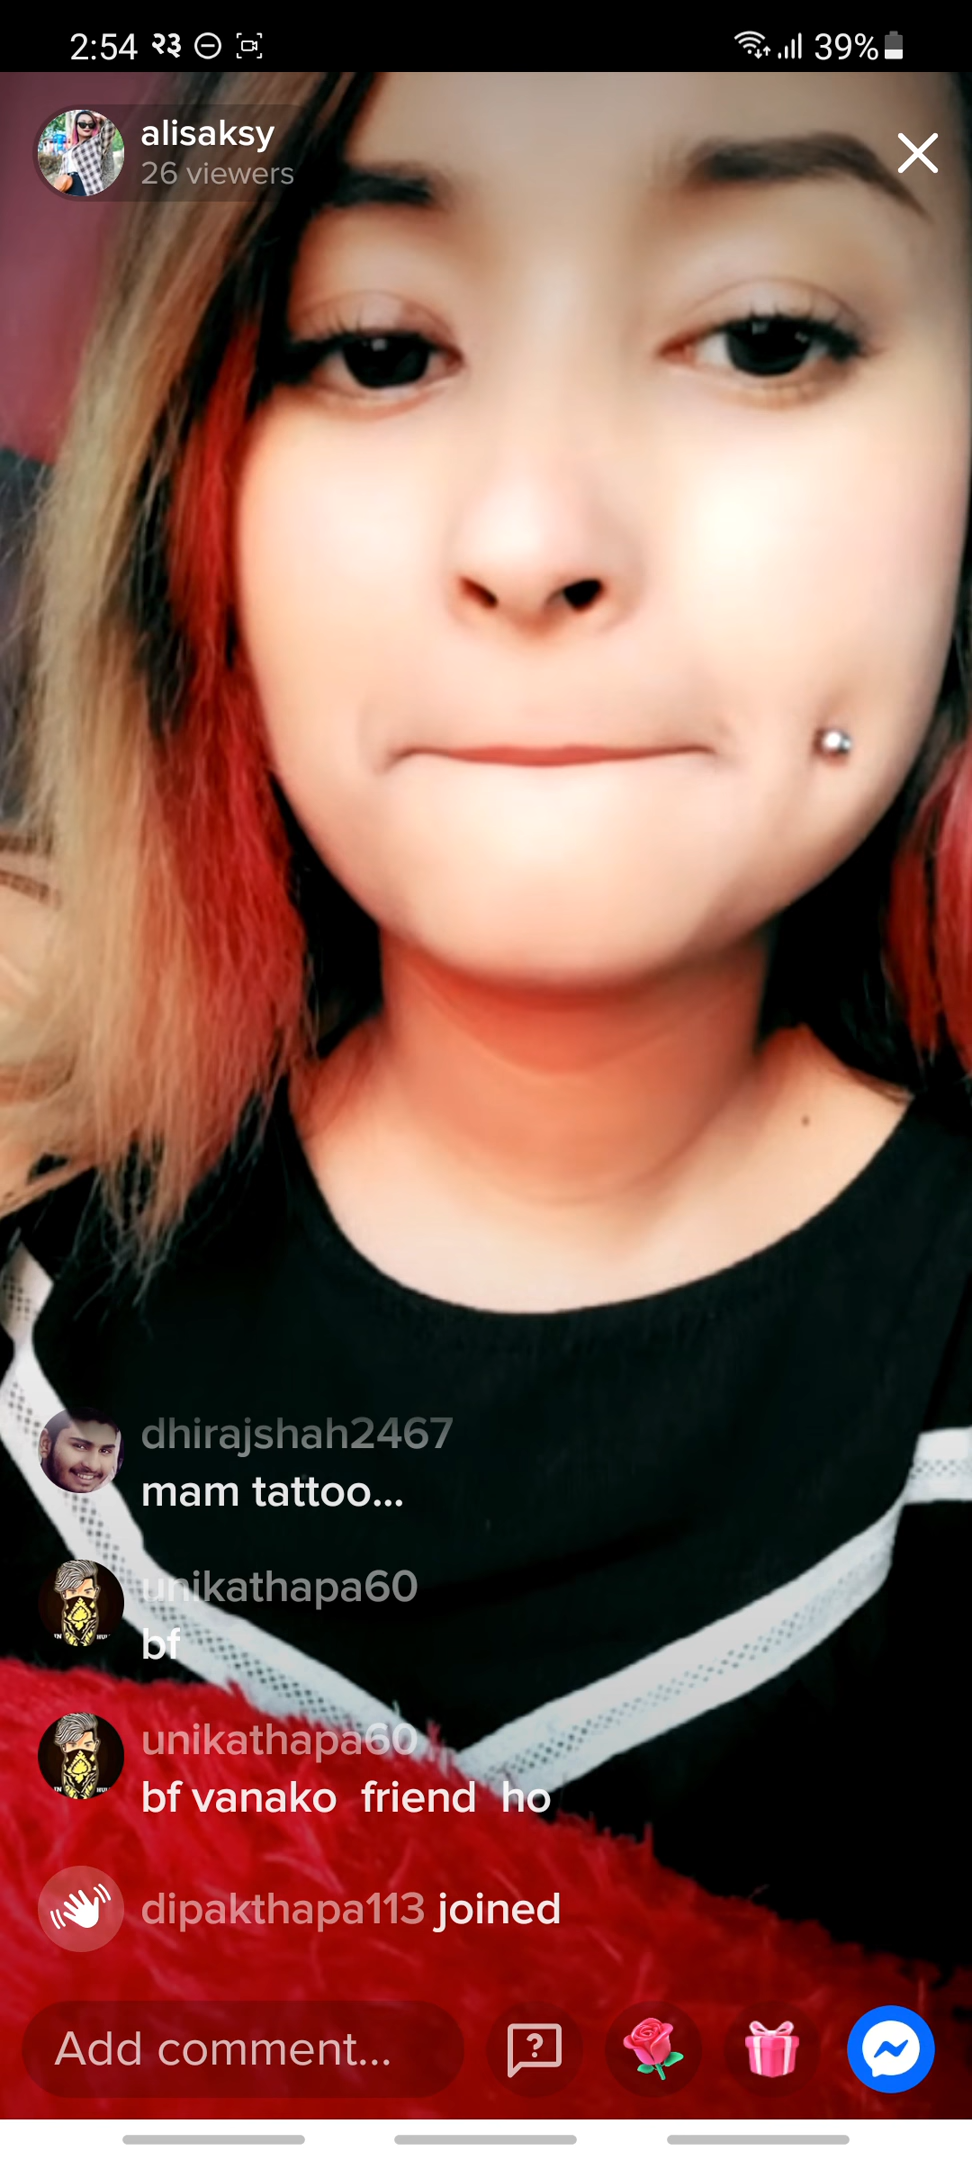 2:54 २३ 39%
alisaksy
26 viewers
dhirajshah2467
mam tattoo...
unikathapa60
bf
unikathapa60
bf vanako friend ho
dipakthapa113 joined
Add comment...